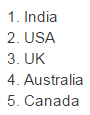 1. India
2. USA
3. UK
4. Australia
5. Canada